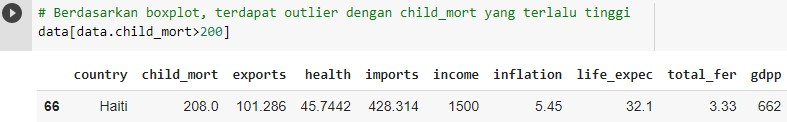 # Berdasarkan boxplot, terdapat outlier dengan child_mort yang terlalu tinggi
data[data.child_mort>200]
country child_mort exports health imports income inflation life_expec total_fer gdpp
66 Haiti 208.0 101.286 45.7442 428.314 1500 5.45 32.1 3.33 662